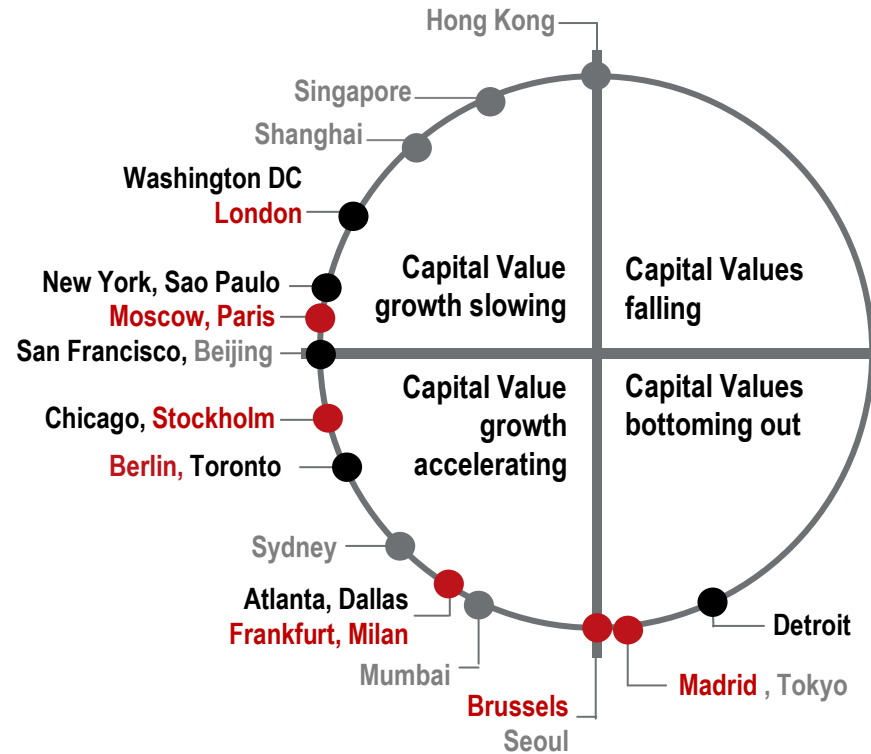 Hong Kong
Singapore
Shanghai
Washington DC
London
New York, Sao Paulo
Moscow, Paris
San Francisco, Beijing
Chicago, Stockholm
Berlin, Toronto
Sydney
Atlanta, Dallas
Frankfurt, Milan
Mumbai
Brussels
Seoul
Madrid , Tokyo
Detroit
Capital Value
growth slowing
Capital Values
falling
Capital Value
growth
accelerating
Capital Values
bottoming out